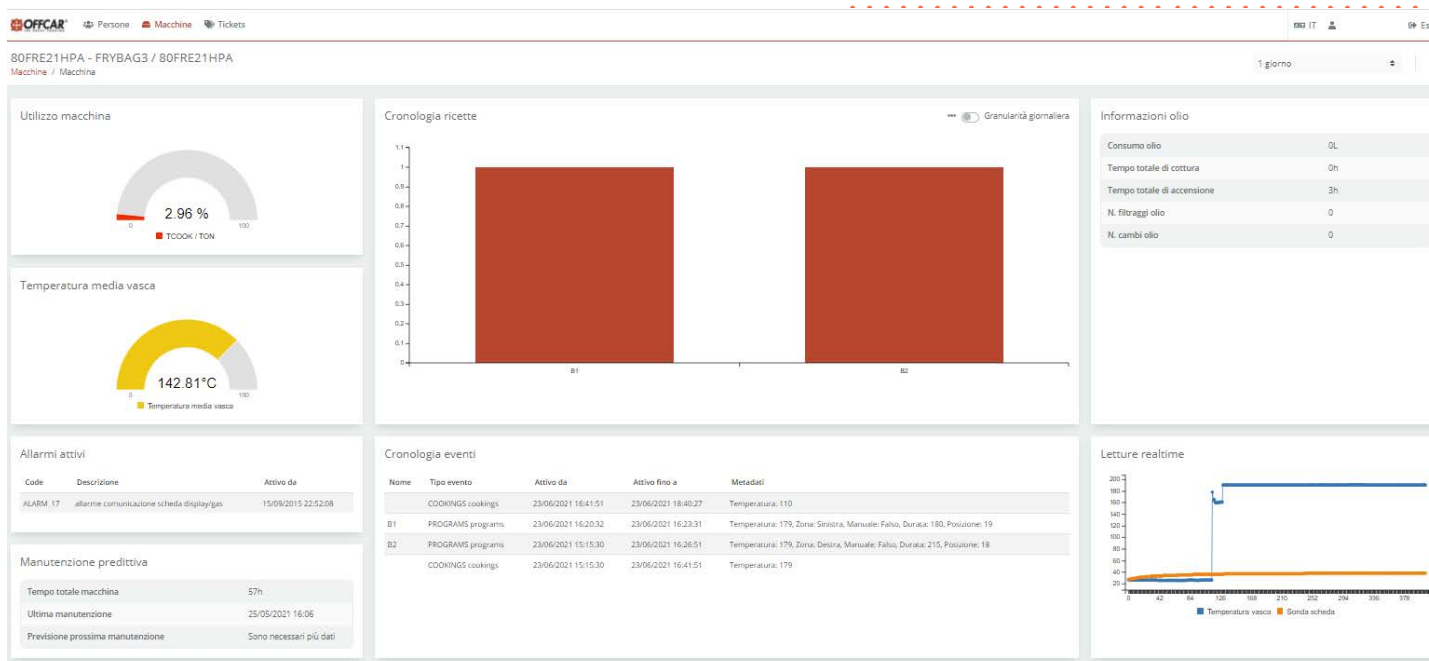 OFFCAR Persone Macchine Tickets IT Es
80FRE21HPA - FRYBAG3 / 80FRE21HPA
Macchine / Macchina
1 giorno
Utilizzo macchina
2.96 %
0 100
TCOOK / TON
Temperatura media vasca
142.81°C
0
Temperatura media vasca
Cronologia ricette
Granularità giornaliera
1.1
1
0.9
0.8
0.7
0.6
0.5
0.4
0.3
0.2
0.1
0
B1 B2
Informazioni olio
Consumo olio 0L
Tempo totale di cottura 0h
Tempo totale di accensione 3h
N. filtraggi olio 0
N. cambi olio 0
Allarmi attivi
Code Descrizione Attivo da
ALARM_17 allarme comunicazione scheda display/gas 15/09/2015 22:52:08
Manutenzione predittiva
Tempo totale macchina 57h
Ultima manutenzione 25/05/2021 16:06
Previsione prossima manutenzione Sono necessari più dati
Cronologia eventi
Nome Tipo evento Attivo da Attivo fino a Metadati
COOKINGS cookings 23/06/2021 16:41:51 23/06/2021 18:40:27 Temperatura: 110
B1 PROGRAMS programs 23/06/2021 16:20:32 23/06/2021 16:23:31 Temperatura: 179, Zona: Sinistra, Manuale: Falso, Durata: 180, Posizione: 19
B2 PROGRAMS programs 23/06/2021 15:15:30 23/06/2021 16:26:51 Temperatura: 179, Zona: Destra, Manuale: Falso, Durata: 215, Posizione: 18
COOKINGS cookings 23/06/2021 15:15:30 23/06/2021 16:41:51 Temperatura: 179
Letture realtime
200
180
160
140
120
100
80
60
40
20
0 42 84 126 168 210 252 294 336 378
Temperatura vasca Sonda scheda